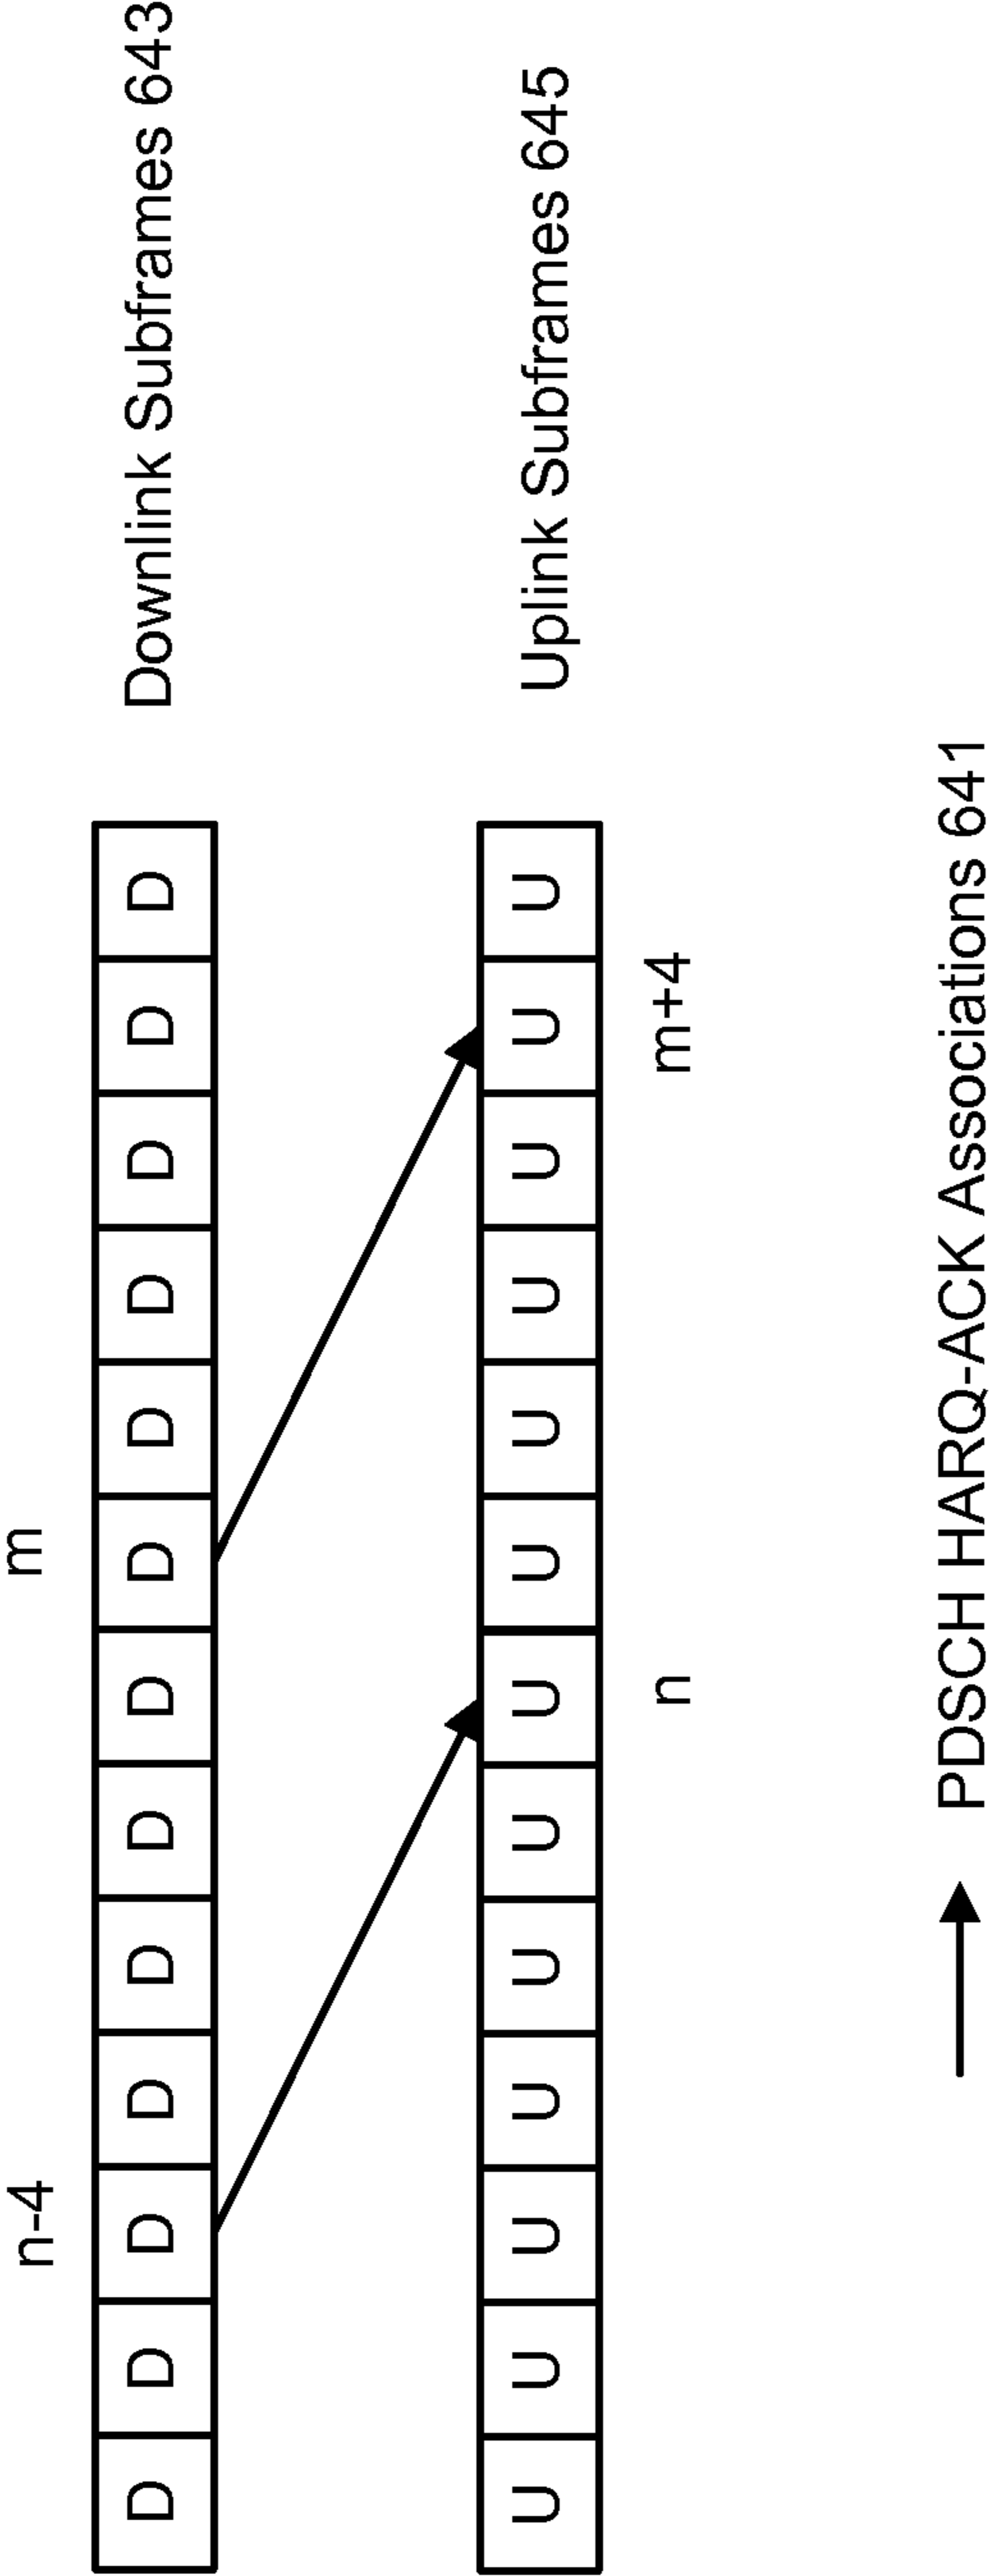 n-4 m
D D D D D D D D D D D D D Downlink Subframes 643
U U U U U U U U U U U U U Uplink Subframes 645
n m+4
PDSCH HARQ-ACK Associations 641